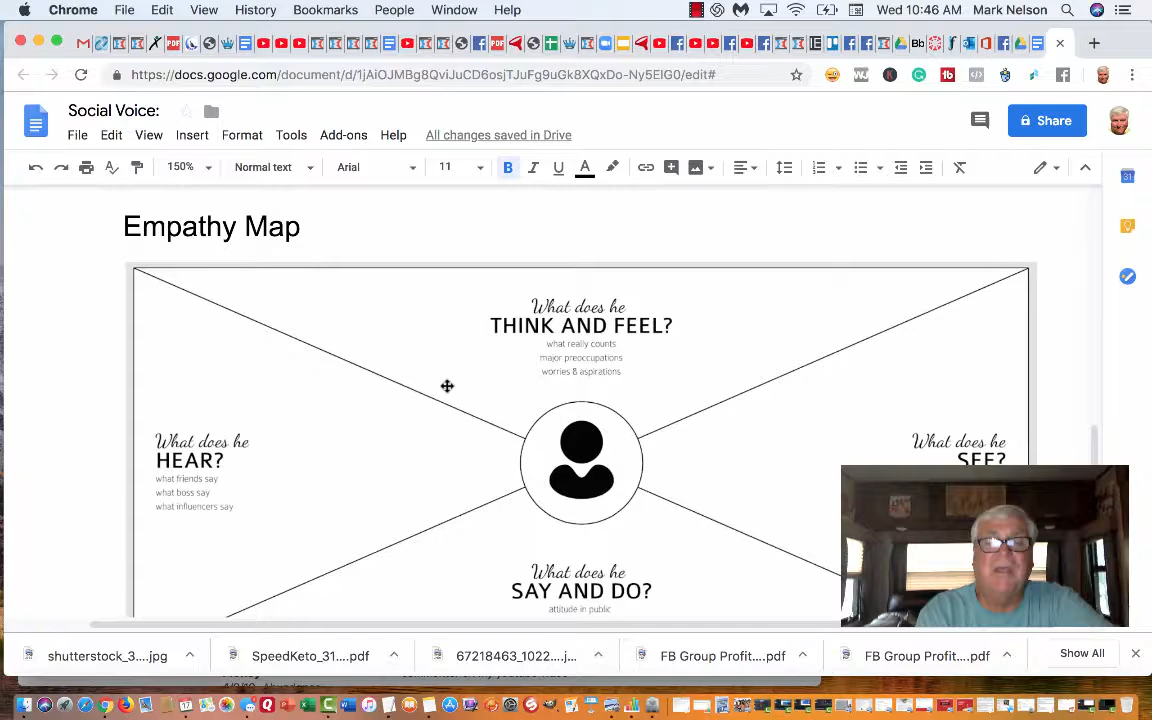 Chrome File Edit View History Bookmarks People Window Help Wed 10:46 AM Mark Nelson
https://docs.google.com/document/d/1jAiOJMBg8QviJuCD6osjTJuFg9uGk8XQxDo-Ny5EIG0/edit#
Social Voice:
File Edit View Insert Format Tools Add-ons Help All changes saved in Drive
Share
150% Normal text Arial 11
Empathy Map
What does he
THINK AND FEEL?
what really counts
major preoccupations
worries & aspirations
What does he
HEAR?
what friends say
what boss say
what influencers say
What does he
SEE?
What does he
SAY AND DO?
attitude in public
shutterstock_3....jpg SpeedKeto_31....pdf 67218463_1022....j... FB Group Profit....pdf FB Group Profit....pdf Show All